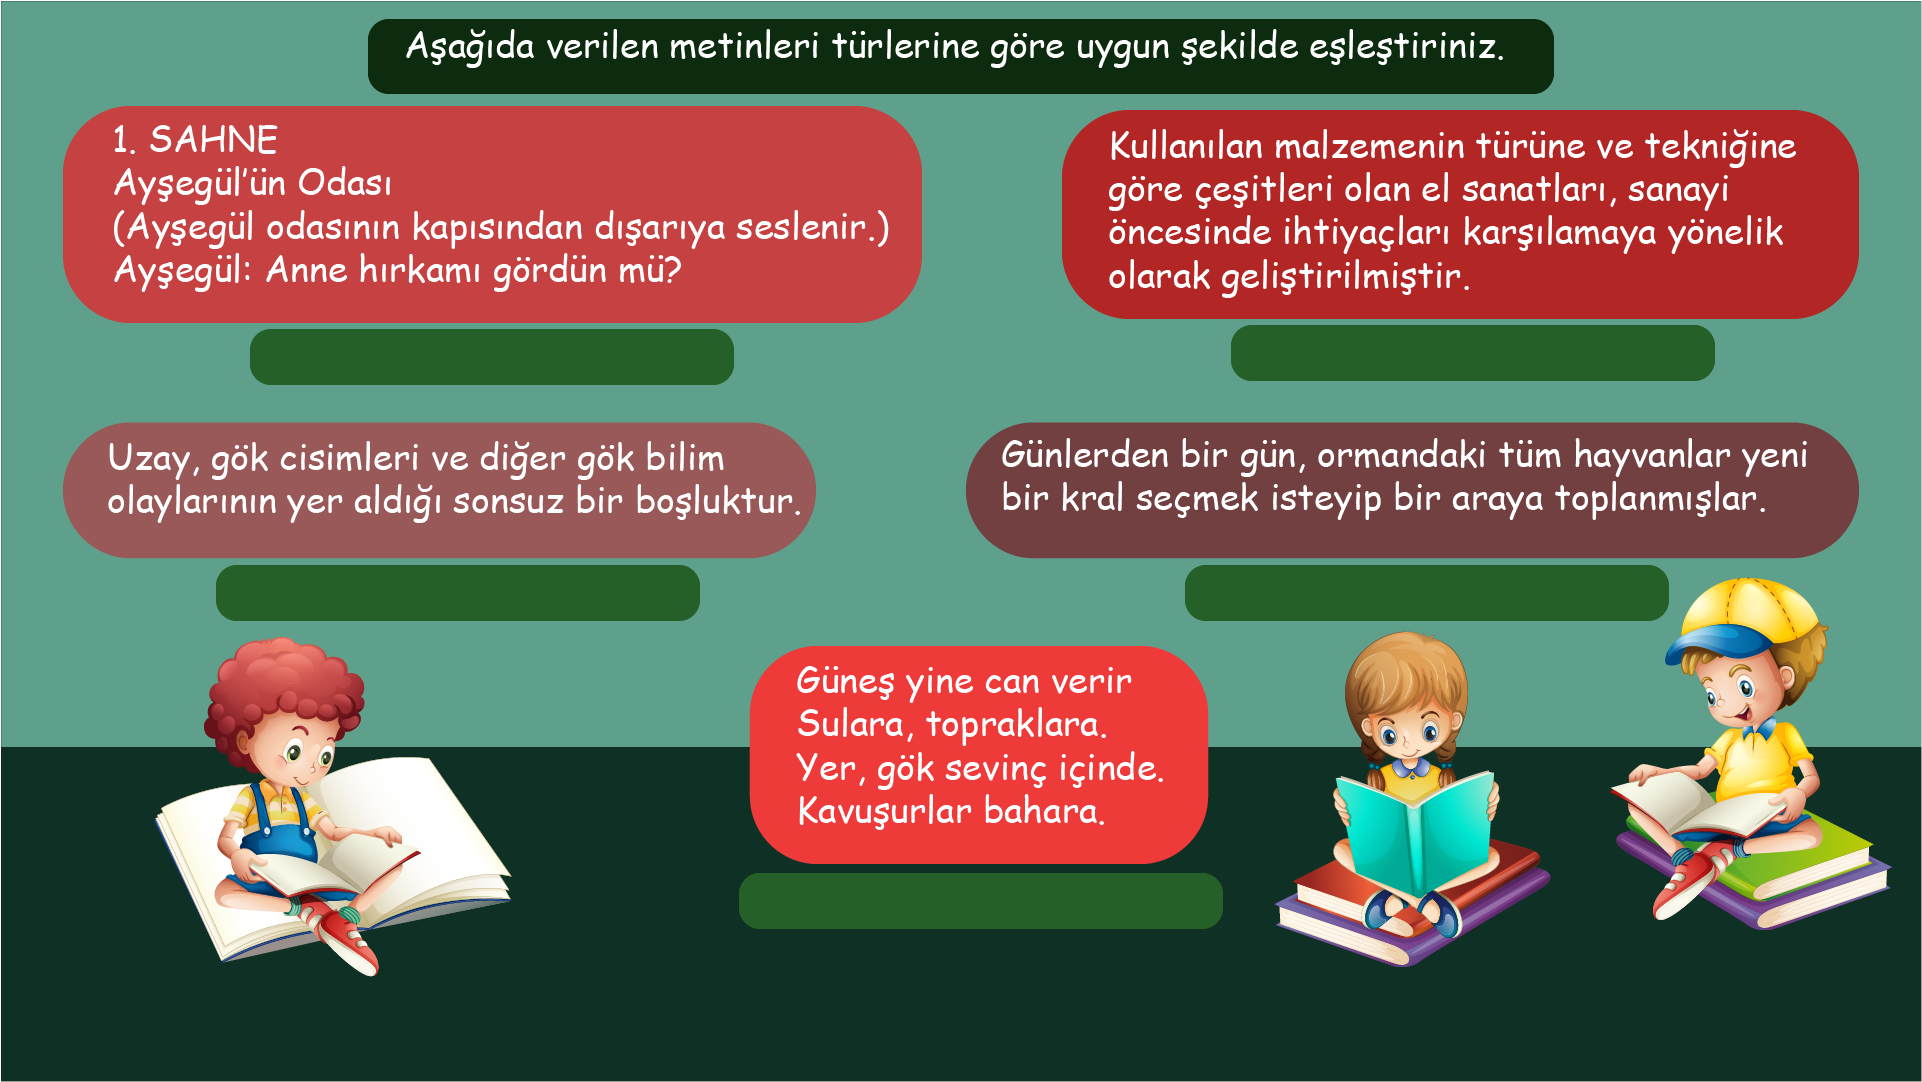 Aşağıda verilen metinleri türlerine göre uygun şekilde eşleştiriniz.
1. SAHNE
Ayşegül’ün Odası
(Ayşegül odasının kapısından dışarıya seslenir.)
Ayşegül: Anne hırkamı gördün mü?
Kullanılan malzemenin türüne ve tekniğine
göre çeşitleri olan el sanatları, sanayi
öncesinde ihtiyaçları karşılamaya yönelik
olarak geliştirilmiştir.
Uzay, gök cisimleri ve diğer gök bilim
olaylarının yer aldığı sonsuz bir boşluktur.
Günlerden bir gün, ormandaki tüm hayvanlar yeni
bir kral seçmek isteyip bir araya toplanmışlar.
Güneş yine can verir
Sulara, topraklara.
Yer, gök sevinç içinde.
Kavuşurlar bahara.